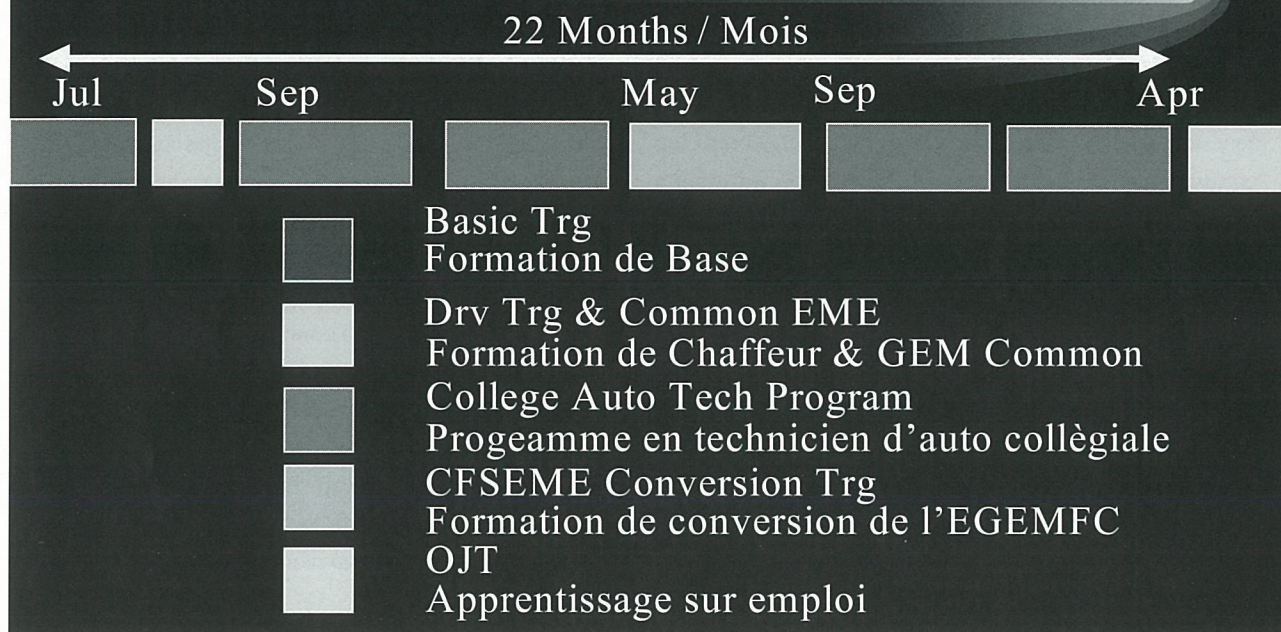 22 Months / Mois
Jul Sep May Sep Apr
Basic Trg
Formation de Base
Drv Trg & Common EME
Formation de Chaffeur & GEM Common
College Auto Tech Program
Progeamme en technicien d'auto collègiale
CFSEME Conversion Trg
Formation de conversion de l'EGEMFC
OJT
Apprentissage sur emploi